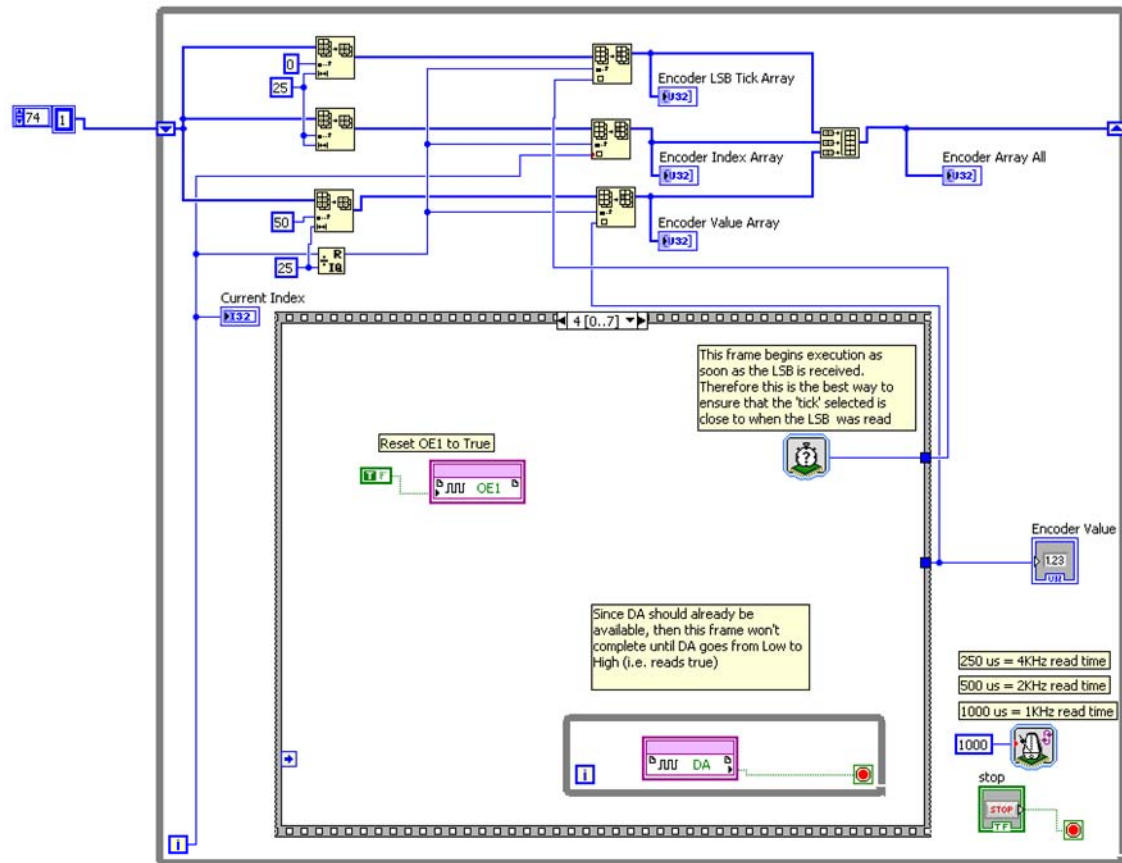 0
25
74
1
Encoder LSB Tick Array
U32]
Encoder Index Array
U32]
Encoder Array All
U32]
50
Encoder Value Array
U32]
25
R
IQ
Current Index
I32
4 [0..7]
This frame begins execution as
soon as the LSB is received.
Therefore this is the best way to
ensure that the 'tick' selected is
close to when the LSB was read
Reset OE1 to True
?
T F
OE1
Encoder Value
1.23
Since DA should already be
available, then this frame won't
complete until DA goes from Low to
High (i.e. reads true)
250 us = 4KHz read time
500 us = 2KHz read time
1000 us = 1KHz read time
1000
DA
i
stop
STOP
TF
i